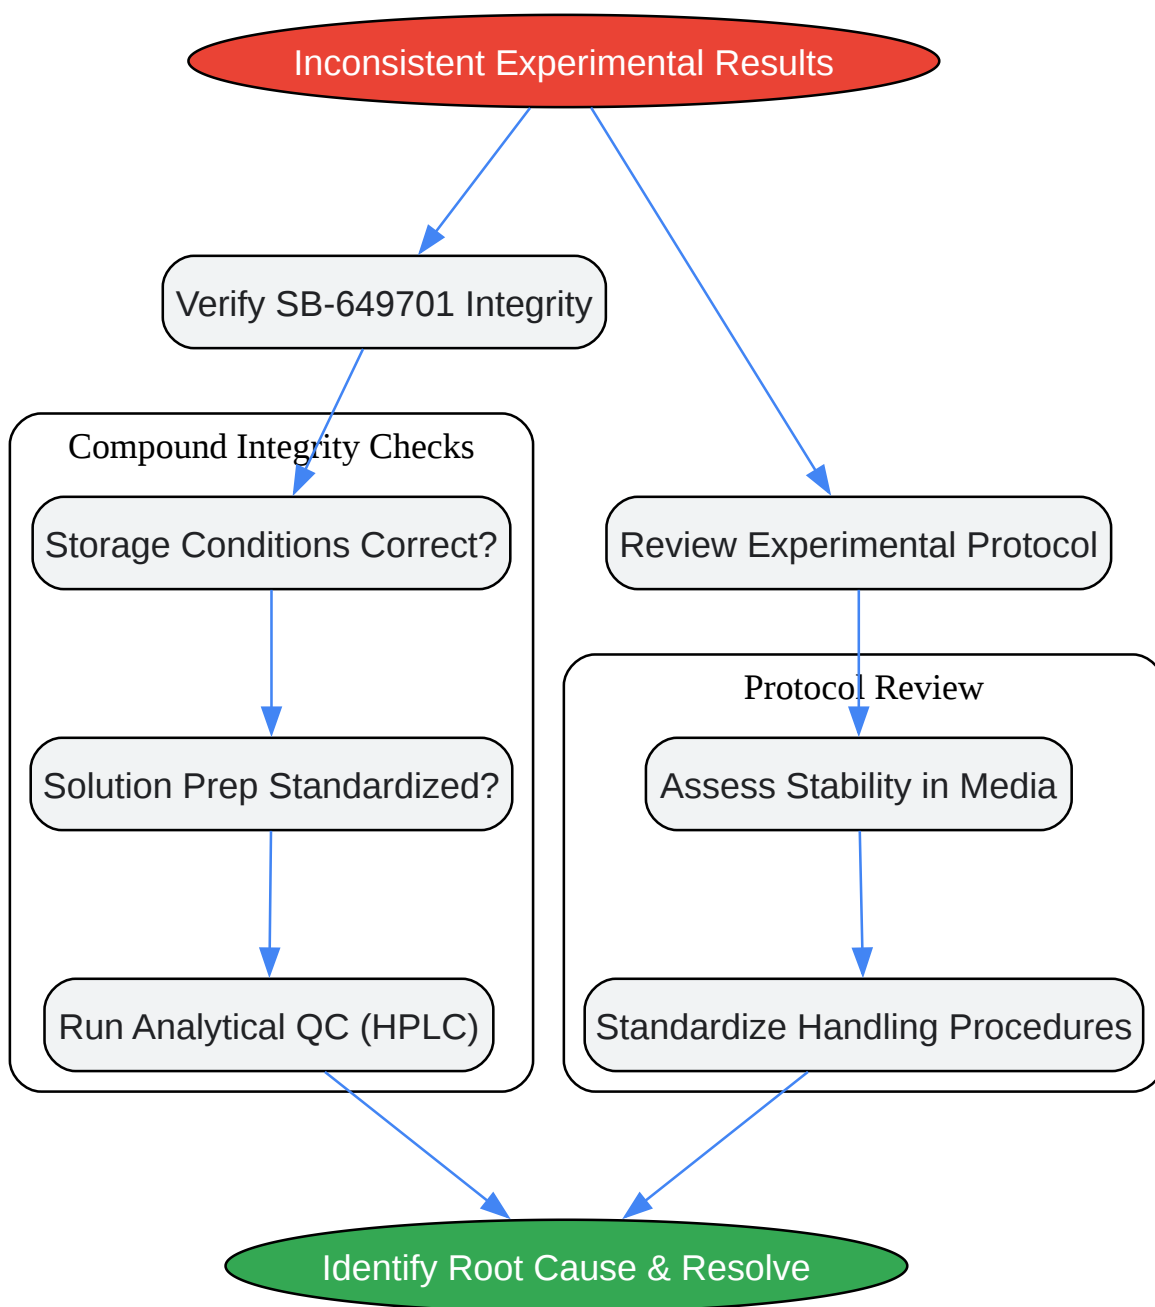 Inconsistent Experimental Results
Verify SB-649701 Integrity
Compound Integrity Checks
Storage Conditions Correct?
Review Experimental Protocol
Protocol Review
Solution Prep Standardized?
Assess Stability in Media
Run Analytical QC (HPLC)
Standardize Handling Procedures
Identify Root Cause & Resolve